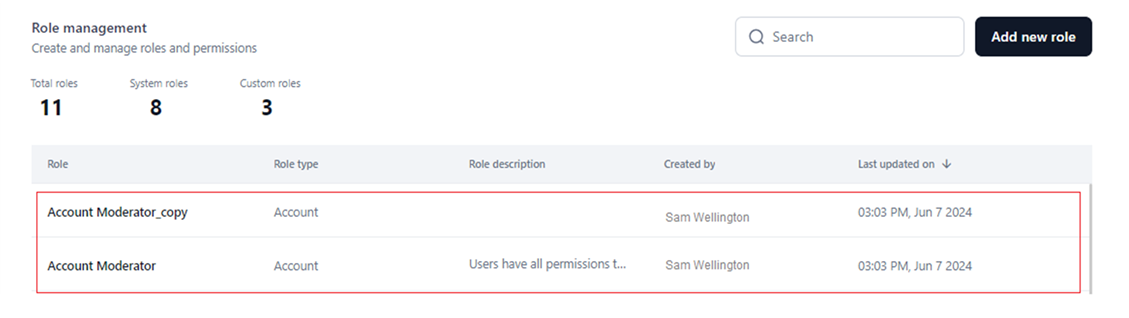 Role management
Create and manage roles and permissions
Search
Add new role
Total roles
System roles
Custom roles
11
8
3
Role
Role type
Role description
Created by
Last updated on
Account Moderator_copy
Account
Sam Wellington
03:03 PM, Jun 7 2024
Account Moderator
Account
Users have all permissions t...
Sam Wellington
03:03 PM, Jun 7 2024